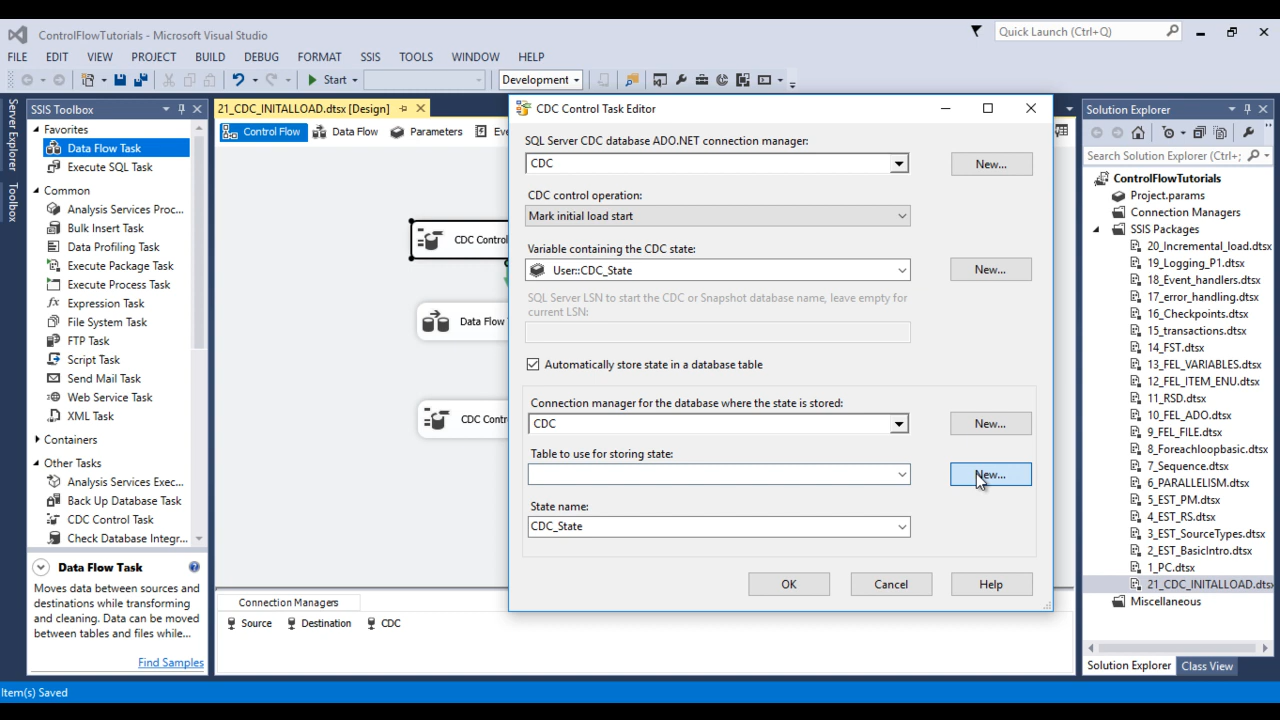 ControlFlowTutorials - Microsoft Visual Studio
Quick Launch (Ctrl+Q)
FILE EDIT VIEW PROJECT BUILD DEBUG FORMAT SSIS TOOLS WINDOW HELP
Start
Development
Server Explorer
Toolbox
SSIS Toolbox
Favorites
Data Flow Task
Execute SQL Task
Common
Analysis Services Proc...
Bulk Insert Task
Data Profiling Task
Execute Package Task
Execute Process Task
Expression Task
File System Task
FTP Task
Script Task
Send Mail Task
Web Service Task
XML Task
Containers
Other Tasks
Analysis Services Exec...
Back Up Database Task
CDC Control Task
Check Database Integr...
Data Flow Task
Moves data between sources and
destinations while transforming
and cleaning. Data can be moved
between tables and files while...
Find Samples
21_CDC_INITALLOAD.dtsx [Design]
Control Flow Data Flow Parameters Eve
CDC Control
Data Flow
CDC Contr
Connection Managers
Source Destination CDC
CDC Control Task Editor
SQL Server CDC database ADO.NET connection manager:
CDC
New...
CDC control operation:
Mark initial load start
Variable containing the CDC state:
User::CDC_State
New...
SQL Server LSN to start the CDC or Snapshot database name, leave empty for
current LSN:
Automatically store state in a database table
Connection manager for the database where the state is stored:
CDC
New...
Table to use for storing state:
New...
State name:
CDC_State
OK Cancel Help
Solution Explorer
Search Solution Explorer (Ctrl+;
ControlFlowTutorials
Project.params
Connection Managers
SSIS Packages
20_Incremental_load.dtsx
19_Logging_P1.dtsx
18_Event_handlers.dtsx
17_error_handling.dtsx
16_Checkpoints.dtsx
15_transactions.dtsx
14_FST.dtsx
13_FEL_VARIABLES.dtsx
12_FEL_ITEM_ENU.dtsx
11_RSD.dtsx
10_FEL_ADO.dtsx
9_FEL_FILE.dtsx
8_Foreachloopbasic.dtsx
7_Sequence.dtsx
6_PARALLELISM.dtsx
5_EST_PM.dtsx
4_EST_RS.dtsx
3_EST_SourceTypes.dtsx
2_EST_BasicIntro.dtsx
1_PC.dtsx
21_CDC_INITALLOAD.dtsx
Miscellaneous
Solution Explorer Class View
Item(s) Saved